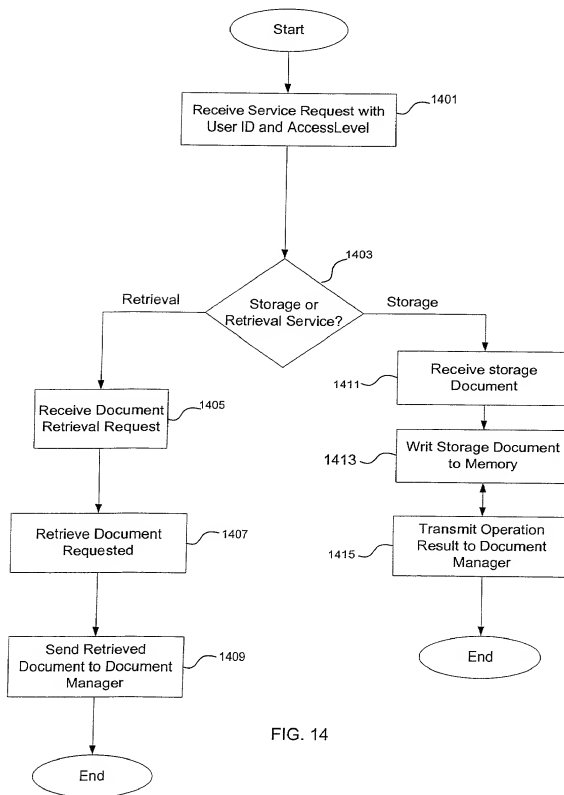 Start
1401
Receive Service Request with
User ID and AccessLevel
1403
Storage or
Retrieval Service?
Retrieval
Storage
1405
Receive Document
Retrieval Request
1407
Retrieve Document
Requested
1409
Send Retrieved
Document to Document
Manager
End
1411
Receive storage
Document
1413
Writ Storage Document
to Memory
1415
Transmit Operation
Result to Document
Manager
End
FIG. 14